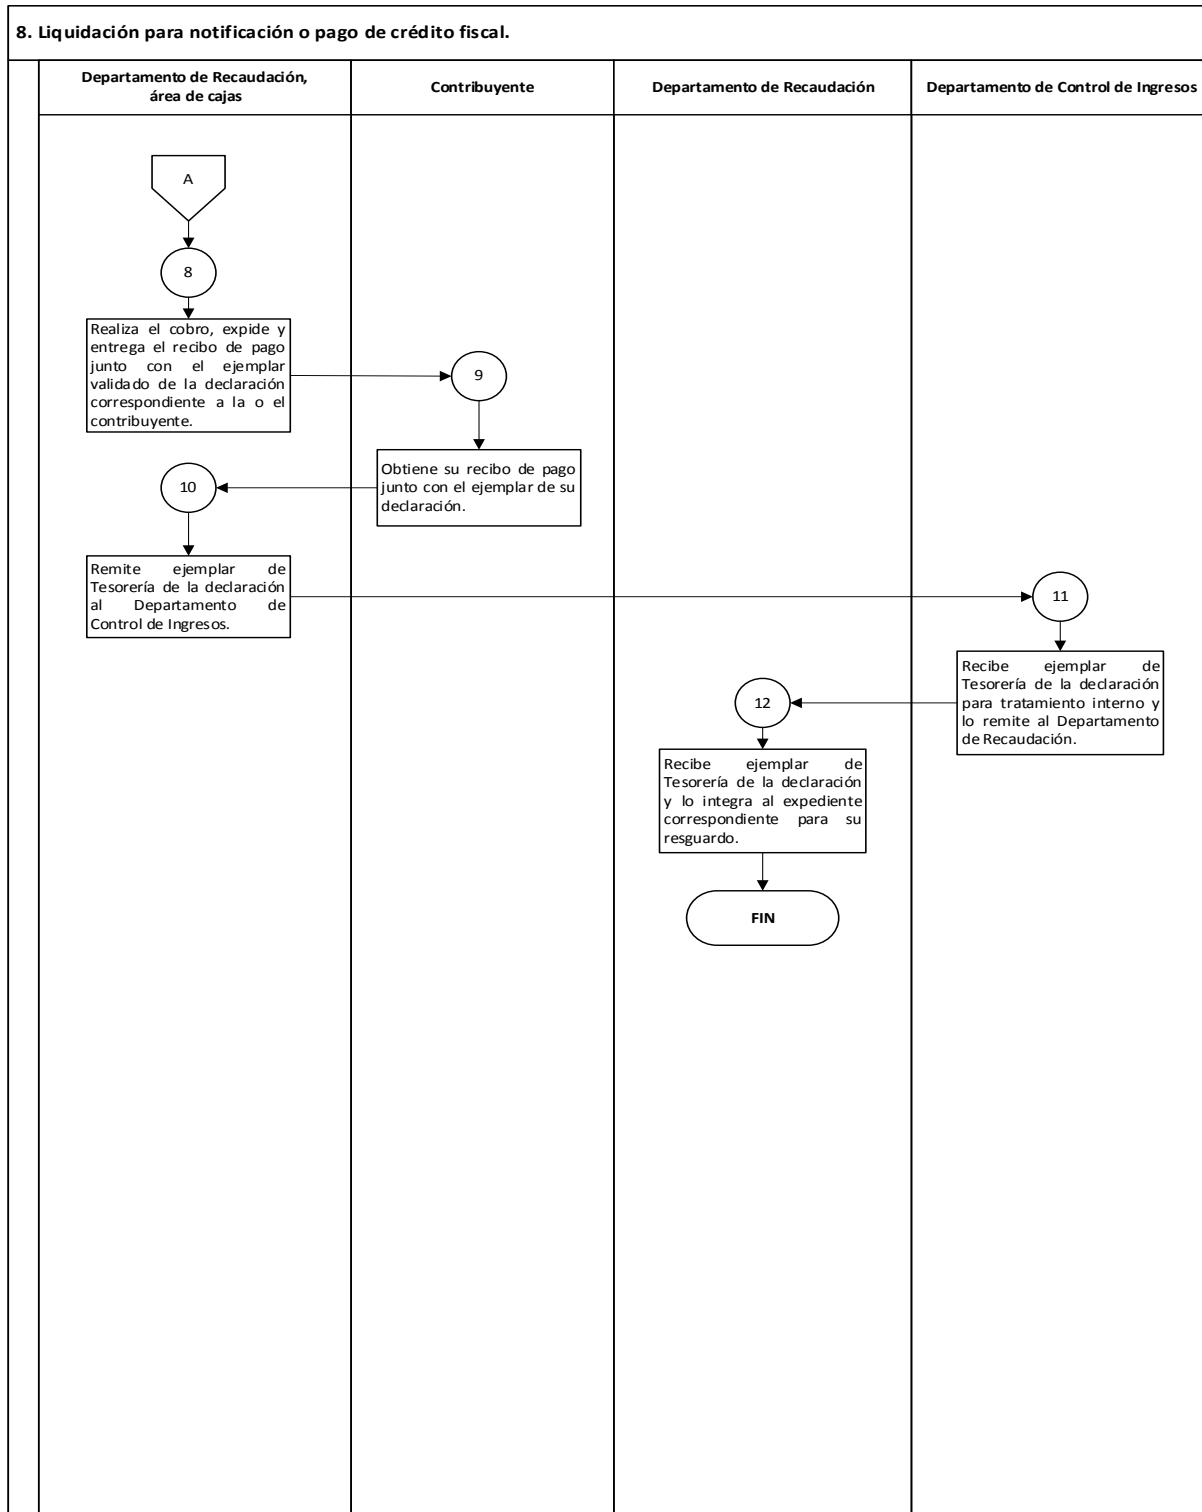 8. Liquidación para notificación o pago de crédito fiscal.
Departamento de Recaudación,
área de cajas
Contribuyente
Departamento de Recaudación
Departamento de Control de Ingresos
A
8
Realiza el cobro, expide y
entrega el recibo de pago
junto con el ejemplar
validado de la declaración
correspondiente a la o el
contribuyente.
9
Obtiene su recibo de pago
junto con el ejemplar de su
declaración.
10
Remite ejemplar de
Tesorería de la declaración
al Departamento de
Control de Ingresos.
11
Recibe ejemplar de
Tesorería de la declaración
para tratamiento interno y
lo remite al Departamento
de Recaudación.
12
Recibe ejemplar de
Tesorería de la declaración
y lo integra al expediente
correspondiente para su
resguardo.
FIN